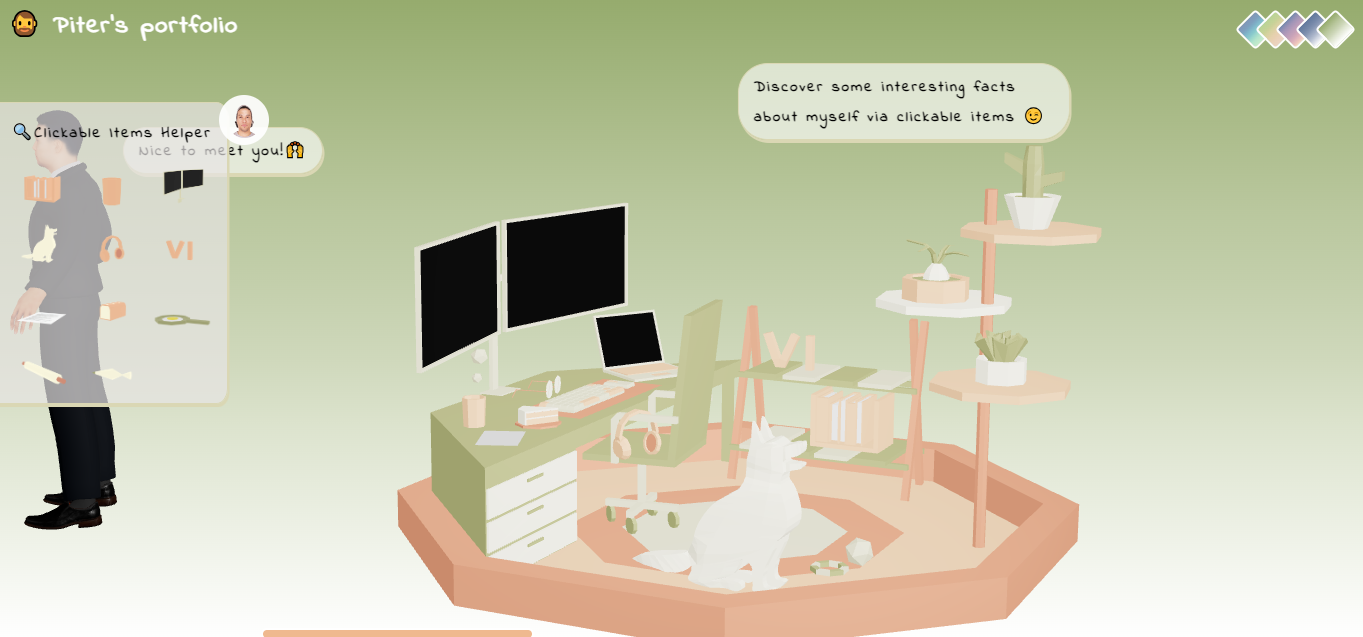 Piter's portfolio
Discover some interesting facts
about myself via clickable items 😉
🔍Clickable items Helper
Nice to meet you!🙌
VI
VI